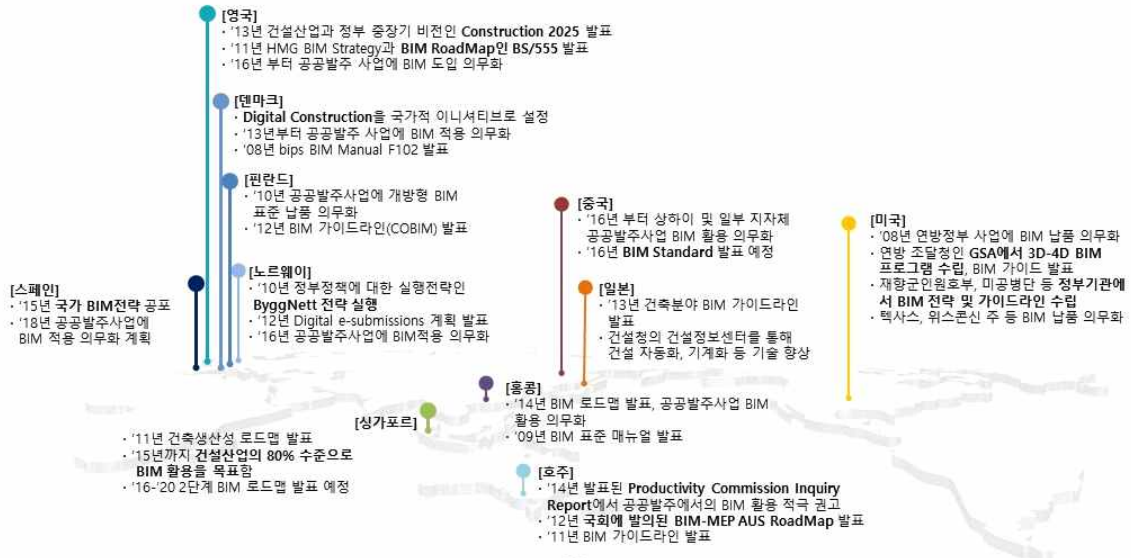 [영국]
· ‘13년 건설산업과 정부 중장기 비전인 Construction 2025 발표
· ‘11년 HMG BIM Strategy과 BIM RoadMap인 BS/555 발표
· ‘16년 부터 공공발주 사업에 BIM 도입 의무화
[덴마크]
· Digital Construction을 국가적 이니셔티브로 설정
· ‘13년부터 공공발주 사업에 BIM 적용 의무화
· ‘08년 bips BIM Manual F102 발표
[핀란드]
· ‘10년 공공발주사업에 개방형 BIM
표준 납품 의무화
· ‘12년 BIM 가이드라인(COBIM) 발표
[노르웨이]
· ‘10년 정부정책에 대한 실행전략인
ByggNett 전략 실행
· ‘12년 Digital e-submissions 계획 발표
· ‘16년 공공발주사업에 BIM적용 의무화
[스페인]
· ‘15년 국가 BIM전략 공포
· ‘18년 공공발주사업에
BIM 적용 의무화 계획
[중국]
· ‘16년 부터 상하이 및 일부 지자체
공공발주사업 BIM 활용 의무화
· ‘16년 BIM Standard 발표 예정
[일본]
· ‘13년 건축분야 BIM 가이드라인
발표
· 건설청의 건설정보센터를 통해
건설 자동화, 기계화 등 기술 향상
[미국]
· ‘08년 연방정부 사업에 BIM 납품 의무화
· 연방 조달청인 GSA에서 3D-4D BIM
프로그램 수립, BIM 가이드 발표
· 재향군인원호부, 미공병단 등 정부기관에
서 BIM 전략 및 가이드라인 수립
· 텍사스, 위스콘신 주 등 BIM 납품 의무화
[홍콩]
· ‘14년 BIM 로드맵 발표, 공공발주사업 BIM
활용 의무화
· ‘09년 BIM 표준 매뉴얼 발표
[싱가포르]
· ‘11년 건축생산성 로드맵 발표
· ‘15년까지 건설산업의 80% 수준으로
BIM 활용을 목표함
· ‘16-‘20 2단계 BIM 로드맵 발표 예정
[호주]
· ‘14년 발표된 Productivity Commission Inquiry
Report에서 공공발주에서의 BIM 활용 적극 권고
· ‘12년 국회에 발의된 BIM-MEP AUS RoadMap 발표
· ‘11년 BIM 가이드라인 발표